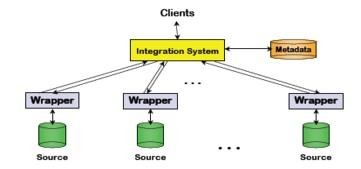 Clients
Integration System
Metadata
. . .
Wrapper Wrapper Wrapper
Source Source . . . Source